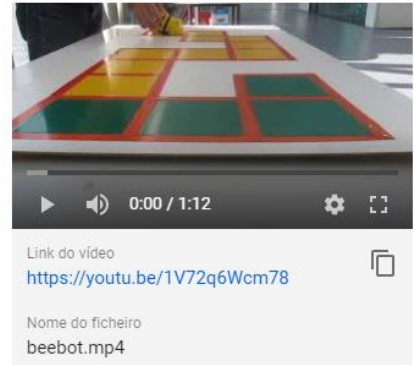 0:00 / 1:12
Link do vídeo
https://youtu.be/1V72q6Wcm78
Nome do ficheiro
beebot.mp4